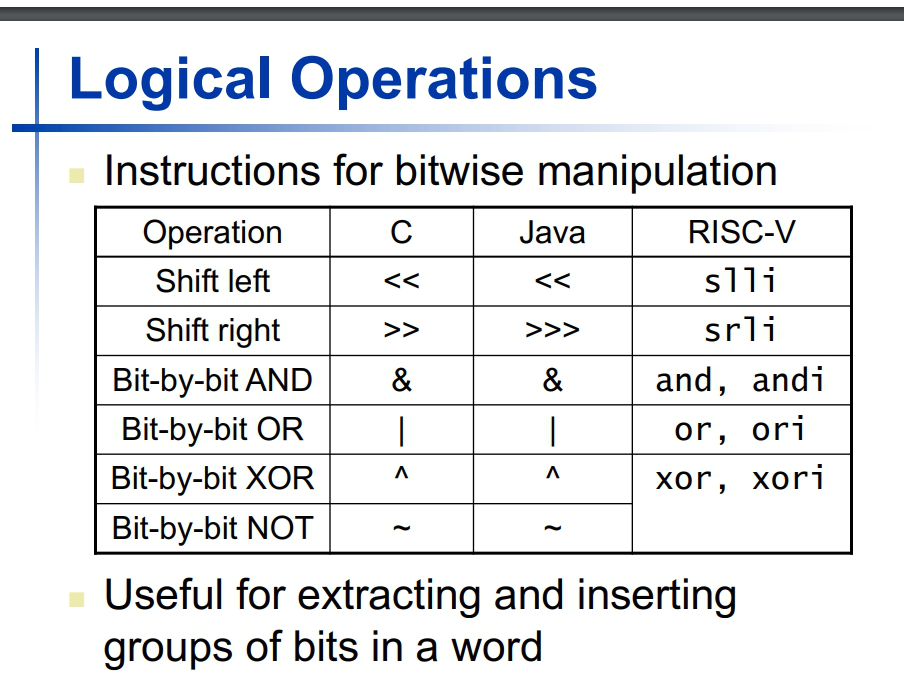 Logical Operations
Instructions for bitwise manipulation
Operation C Java RISC-V
Shift left << << slli
Shift right >> >>> srli
Bit-by-bit AND & & and, andi
Bit-by-bit OR | | or, ori
Bit-by-bit XOR ^ ^ xor, xori
Bit-by-bit NOT ~ ~
Useful for extracting and inserting
groups of bits in a word